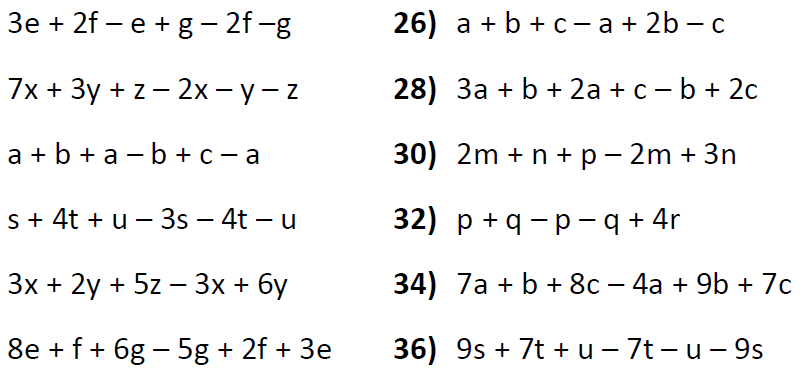 3e + 2f – e + g – 2f –g 26) a + b + c – a + 2b – c
7x + 3y + z – 2x – y – z 28) 3a + b + 2a + c – b + 2c
a + b + a – b + c – a 30) 2m + n + p – 2m + 3n
s + 4t + u – 3s – 4t – u 32) p + q – p – q + 4r
3x + 2y + 5z – 3x + 6y 34) 7a + b + 8c – 4a + 9b + 7c
8e + f + 6g – 5g + 2f + 3e 36) 9s + 7t + u – 7t – u – 9s